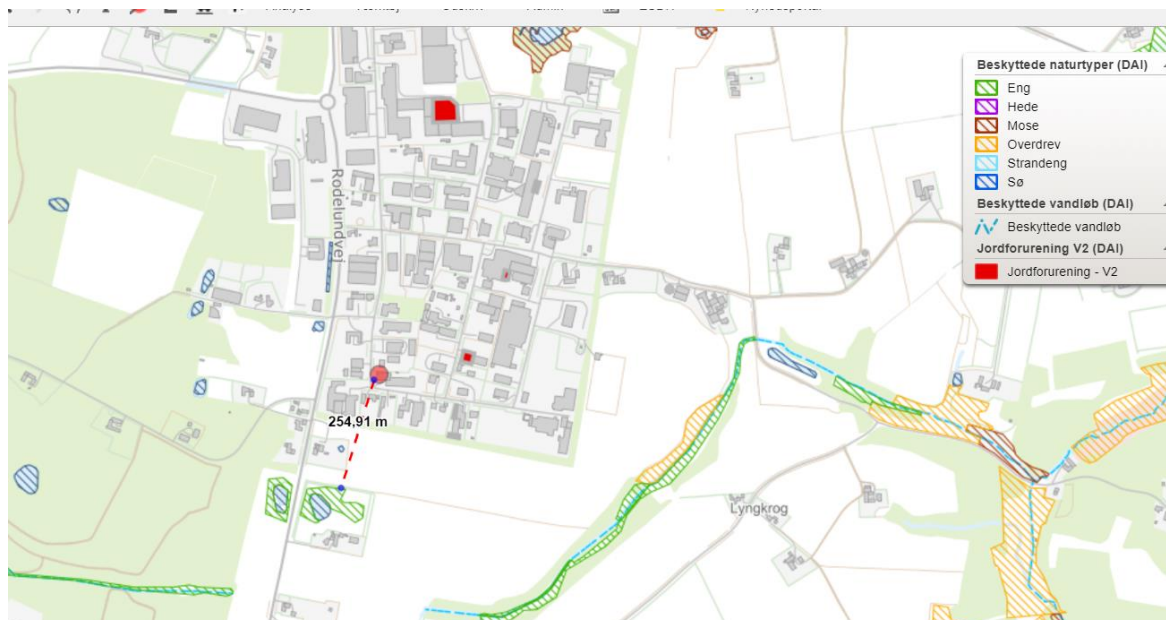 Beskyttede naturtyper (DAI)
Eng
Hede
Mose
Overdrev
Strandeng
Sø
Beskyttede vandløb (DAI)
Beskyttede vandløb
Jordforurening V2 (DAI)
Jordforurening - V2
Rodelundvej
254,91 m
Lyngkrog